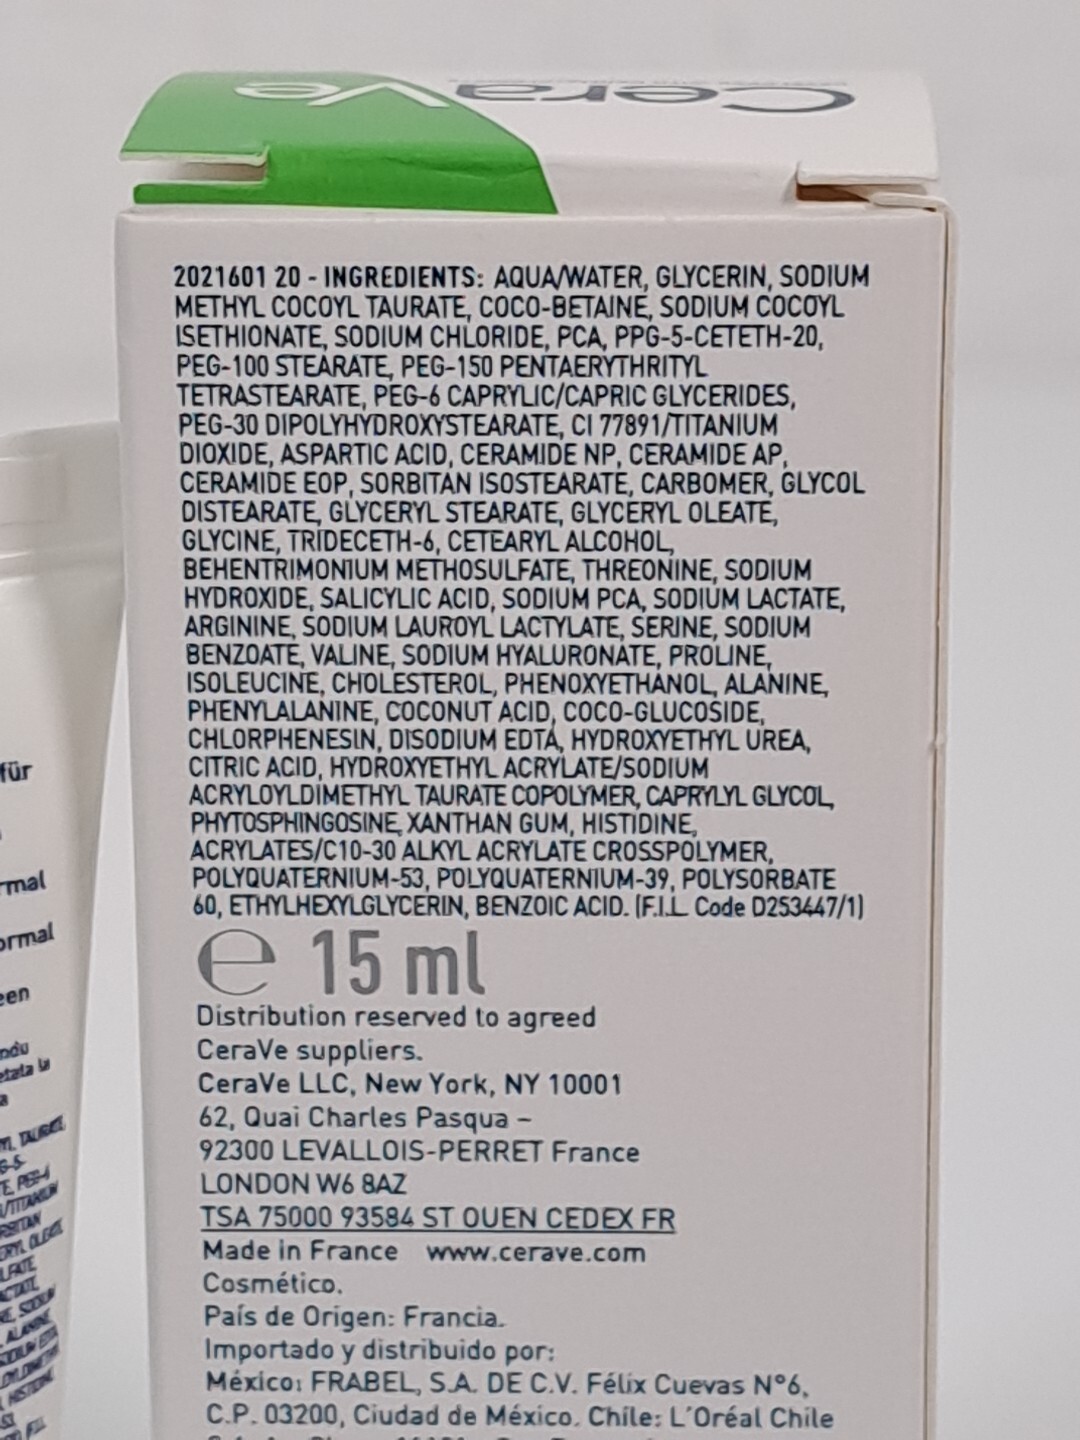 CeraVe
2021601 20 - INGREDIENTS: AQUA/WATER, GLYCERIN, SODIUM
METHYL COCOYL TAURATE, COCO-BETAINE, SODIUM COCOYL
ISETHIONATE, SODIUM CHLORIDE, PCA, PPG-5-CETETH-20,
PEG-100 STEARATE, PEG-150 PENTAERYTHRITYL
TETRASTEARATE, PEG-6 CAPRYLIC/CAPRIC GLYCERIDES,
PEG-30 DIPOLYHYDROXYSTEARATE, CI 77891/TITANIUM
DIOXIDE, ASPARTIC ACID, CERAMIDE NP, CERAMIDE AP,
CERAMIDE EOP, SORBITAN ISOSTEARATE, CARBOMER, GLYCOL
DISTEARATE, GLYCERYL STEARATE, GLYCERYL OLEATE,
GLYCINE, TRIDECETH-6, CETEARYL ALCOHOL,
BEHENTRIMONIUM METHOSULFATE, THREONINE, SODIUM
HYDROXIDE, SALICYLIC ACID, SODIUM PCA, SODIUM LACTATE,
ARGININE, SODIUM LAUROYL LACTYLATE, SERINE, SODIUM
BENZOATE, VALINE, SODIUM HYALURONATE, PROLINE,
ISOLEUCINE, CHOLESTEROL, PHENOXYETHANOL, ALANINE,
PHENYLALANINE, COCONUT ACID, COCO-GLUCOSIDE,
CHLORPHENESIN, DISODIUM EDTA, HYDROXYETHYL UREA,
CITRIC ACID, HYDROXYETHYL ACRYLATE/SODIUM
ACRYLOYLDIMETHYL TAURATE COPOLYMER, CAPRYLYL GLYCOL,
PHYTOSPHINGOSINE, XANTHAN GUM, HISTIDINE,
ACRYLATES/C10-30 ALKYL ACRYLATE CROSSPOLYMER,
POLYQUATERNIUM-53, POLYQUATERNIUM-39, POLYSORBATE
60, ETHYLHEXYLGLYCERIN, BENZOIC ACID. (F.I.L. Code D253447/1)
℮ 15 ml
Distribution reserved to agreed
CeraVe suppliers.
CeraVe LLC, New York, NY 10001
62, Quai Charles Pasqua –
92300 LEVALLOIS-PERRET France
LONDON W6 8AZ
TSA 75000 93584 ST OUEN CEDEX FR
Made in France www.cerave.com
Cosmético.
País de Origen: Francia.
Importado y distribuido por:
México: FRABEL, S.A. DE C.V. Félix Cuevas N°6,
C.P. 03200, Ciudad de México. Chile: L'Oréal Chile
für